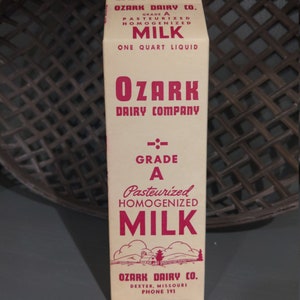 OZARK DAIRY CO.
GRADE A
PASTEURIZED
HOMOGENIZED
MILK
ONE QUART LIQUID
OZARK
DAIRY COMPANY
GRADE
A
Pasteurized
HOMOGENIZED
MILK
OZARK DAIRY CO.
DEXTER, MISSOURI
PHONE 191